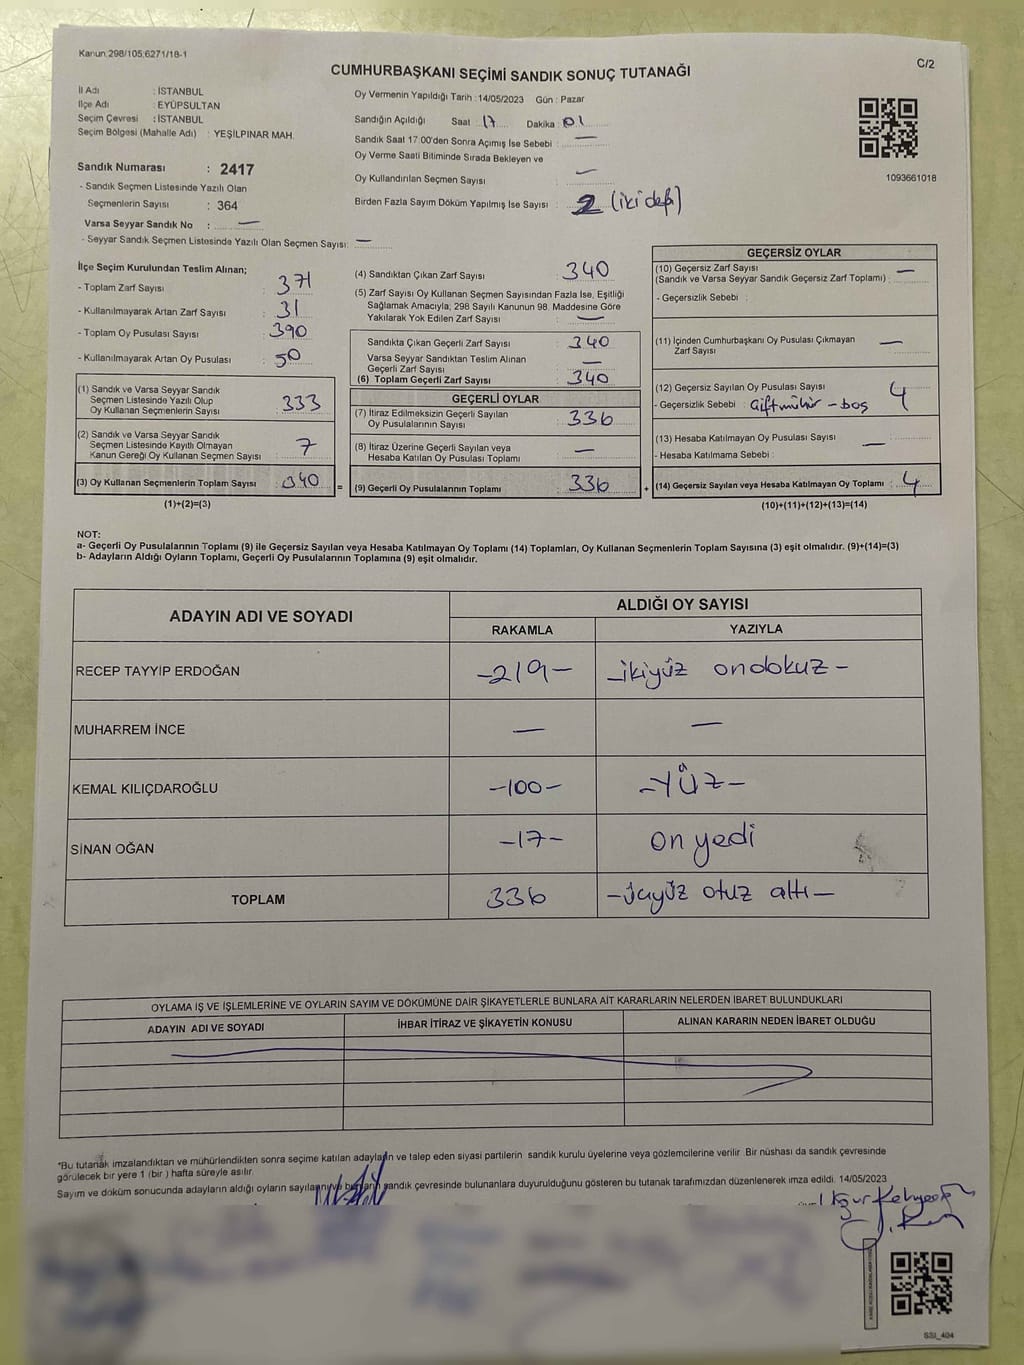 Kanun:298/105;6271/18-1
C/2
CUMHURBAŞKANI SEÇİMİ SANDIK SONUÇ TUTANAĞI
İl Adı : İSTANBUL
İlçe Adı : EYÜPSULTAN
Seçim Çevresi : İSTANBUL
Seçim Bölgesi (Mahalle Adı) : YEŞİLPINAR MAH.
Sandık Numarası : 2417
- Sandık Seçmen Listesinde Yazılı Olan
Seçmenlerin Sayısı : 364
Varsa Seyyar Sandık No : —
- Seyyar Sandık Seçmen Listesinde Yazılı Olan Seçmen Sayısı: —
Oy Vermenin Yapıldığı Tarih : 14/05/2023 Gün : Pazar
Sandığın Açıldığı Saat : 17 Dakika : 01
Sandık Saat 17.00'den Sonra Açımış İse Sebebi : —
Oy Verme Saati Bitiminde Sırada Bekleyen ve
Oy Kullandırılan Seçmen Sayısı : —
Birden Fazla Sayım Döküm Yapılmış İse Sayısı : 2 (iki defa)
1093661018
İlçe Seçim Kurulundan Teslim Alınan;
- Toplam Zarf Sayısı : 371
- Kullanılmayarak Artan Zarf Sayısı : 31
- Toplam Oy Pusulası Sayısı : 390
- Kullanılmayarak Artan Oy Pusulası : 50
(1) Sandık ve Varsa Seyyar Sandık
Seçmen Listesinde Yazılı Olup
Oy Kullanan Seçmenlerin Sayısı : 333
(2) Sandık ve Varsa Seyyar Sandık
Seçmen Listesinde Kayıtlı Olmayan
Kanun Gereği Oy Kullanan Seçmen Sayısı : 7
(3) Oy Kullanan Seçmenlerin Toplam Sayısı : 340 =
(1)+(2)=(3)
(4) Sandıktan Çıkan Zarf Sayısı : 340
(5) Zarf Sayısı Oy Kullanan Seçmen Sayısından Fazla İse, Eşitliği
Sağlamak Amacıyla, 298 Sayılı Kanunun 98. Maddesine Göre
Yakılarak Yok Edilen Zarf Sayısı : —
Sandıkta Çıkan Geçerli Zarf Sayısı : 340
Varsa Seyyar Sandıktan Teslim Alınan
Geçerli Zarf Sayısı : —
(6) Toplam Geçerli Zarf Sayısı : 340
GEÇERLİ OYLAR
(7) İtiraz Edilmeksizin Geçerli Sayılan
Oy Pusulalarının Sayısı : 336
(8) İtiraz Üzerine Geçerli Sayılan veya
Hesaba Katılan Oy Pusulası Toplamı : —
(9) Geçerli Oy Pusulalarının Toplamı : 336 +
GEÇERSİZ OYLAR
(10) Geçersiz Zarf Sayısı : —
(Sandık ve Varsa Seyyar Sandık Geçersiz Zarf Toplamı)
- Geçersizlik Sebebi :
(11) İçinden Cumhurbaşkanı Oy Pusulası Çıkmayan
Zarf Sayısı : —
(12) Geçersiz Sayılan Oy Pusulası Sayısı : 4
- Geçersizlik Sebebi : Çift mühür - boş
(13) Hesaba Katılmayan Oy Pusulası Sayısı : —
- Hesaba Katılmama Sebebi :
(14) Geçersiz Sayılan veya Hesaba Katılmayan Oy Toplamı : 4
(10)+(11)+(12)+(13)=(14)
NOT:
a- Geçerli Oy Pusulalarının Toplamı (9) ile Geçersiz Sayılan veya Hesaba Katılmayan Oy Toplamı (14) Toplamları, Oy Kullanan Seçmenlerin Toplam Sayısına (3) eşit olmalıdır. (9)+(14)=(3)
b- Adayların Aldığı Oyların Toplamı, Geçerli Oy Pusulalarının Toplamına (9) eşit olmalıdır.
ADAYIN ADI VE SOYADI
ALDIĞI OY SAYISI
RAKAMLA YAZIYLA
RECEP TAYYİP ERDOĞAN -219- -ikiyüz ondokuz-
MUHARREM İNCE — —
KEMAL KILIÇDAROĞLU -100- -yüz-
SİNAN OĞAN -17- on yedi
TOPLAM 336 -üçyüz otuz altı-
OYLAMA İŞ VE İŞLEMLERİNE VE OYLARIN SAYIM VE DÖKÜMÜNE DAİR ŞİKAYETLERLE BUNLARA AİT KARARLARIN NELERDEN İBARET BULUNDUKLARI
ADAYIN ADI VE SOYADI İHBAR İTİRAZ VE ŞİKAYETİN KONUSU ALINAN KARARIN NEDEN İBARET OLDUĞU
*Bu tutanak imzalandıktan ve mühürlendikten sonra seçime katılan adayların ve talep eden siyasi partilerin sandık kurulu üyelerine veya gözlemcilerine verilir. Bir nüshası da sandık çevresinde
görülecek bir yere 1 (bir ) hafta süreyle asılır.
Sayım ve döküm sonucunda adayların aldığı oyların sayıları ve sandık çevresinde bulunanlara duyurulduğunu gösteren bu tutanak tarafımızdan düzenlenerek imza edildi. 14/05/2023
SSI_404